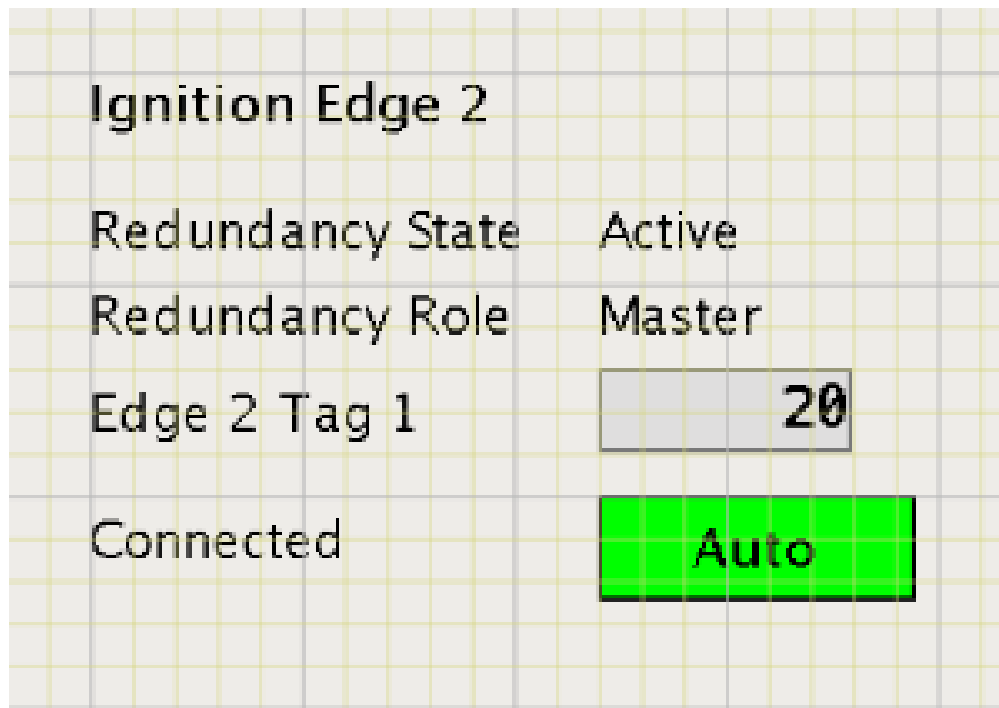 Ignition Edge 2
Redundancy State Active
Redundancy Role Master
Edge 2 Tag 1 20
Connected Auto